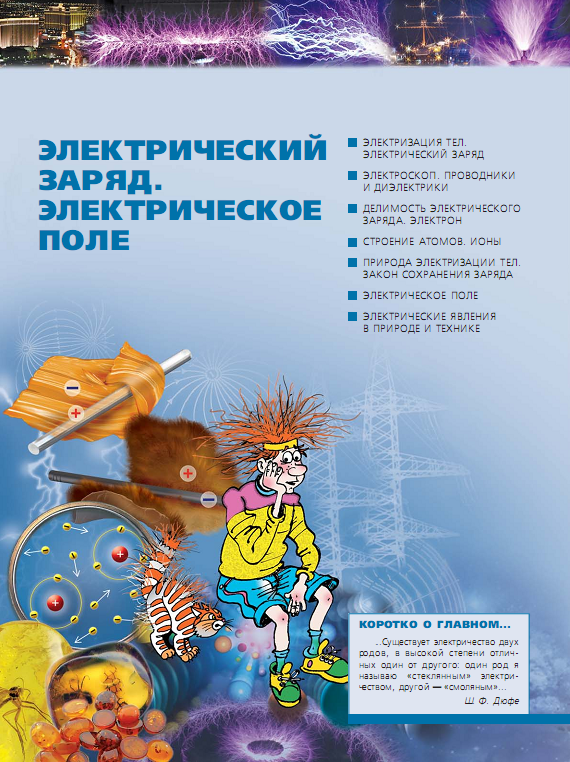 ЭЛЕКТРИЧЕСКИЙ
ЗАРЯД.
ЭЛЕКТРИЧЕСКОЕ
ПОЛЕ
ЭЛЕКТРИЗАЦИЯ ТЕЛ.
ЭЛЕКТРИЧЕСКИЙ ЗАРЯД
ЭЛЕКТРОСКОП. ПРОВОДНИКИ
И ДИЭЛЕКТРИКИ
ДЕЛИМОСТЬ ЭЛЕКТРИЧЕСКОГО
ЗАРЯДА. ЭЛЕКТРОН
СТРОЕНИЕ АТОМОВ. ИОНЫ
ПРИРОДА ЭЛЕКТРИЗАЦИИ ТЕЛ.
ЗАКОН СОХРАНЕНИЯ ЗАРЯДА
ЭЛЕКТРИЧЕСКОЕ ПОЛЕ
ЭЛЕКТРИЧЕСКИЕ ЯВЛЕНИЯ
В ПРИРОДЕ И ТЕХНИКЕ
КОРОТКО О ГЛАВНОМ...
...Существует электричество двух
родов, в высокой степени отлич-
ных один от другого: один род я
называю «стеклянным» электри-
чеством, другой — «смоляным»...
Ш. Ф. Дюфе